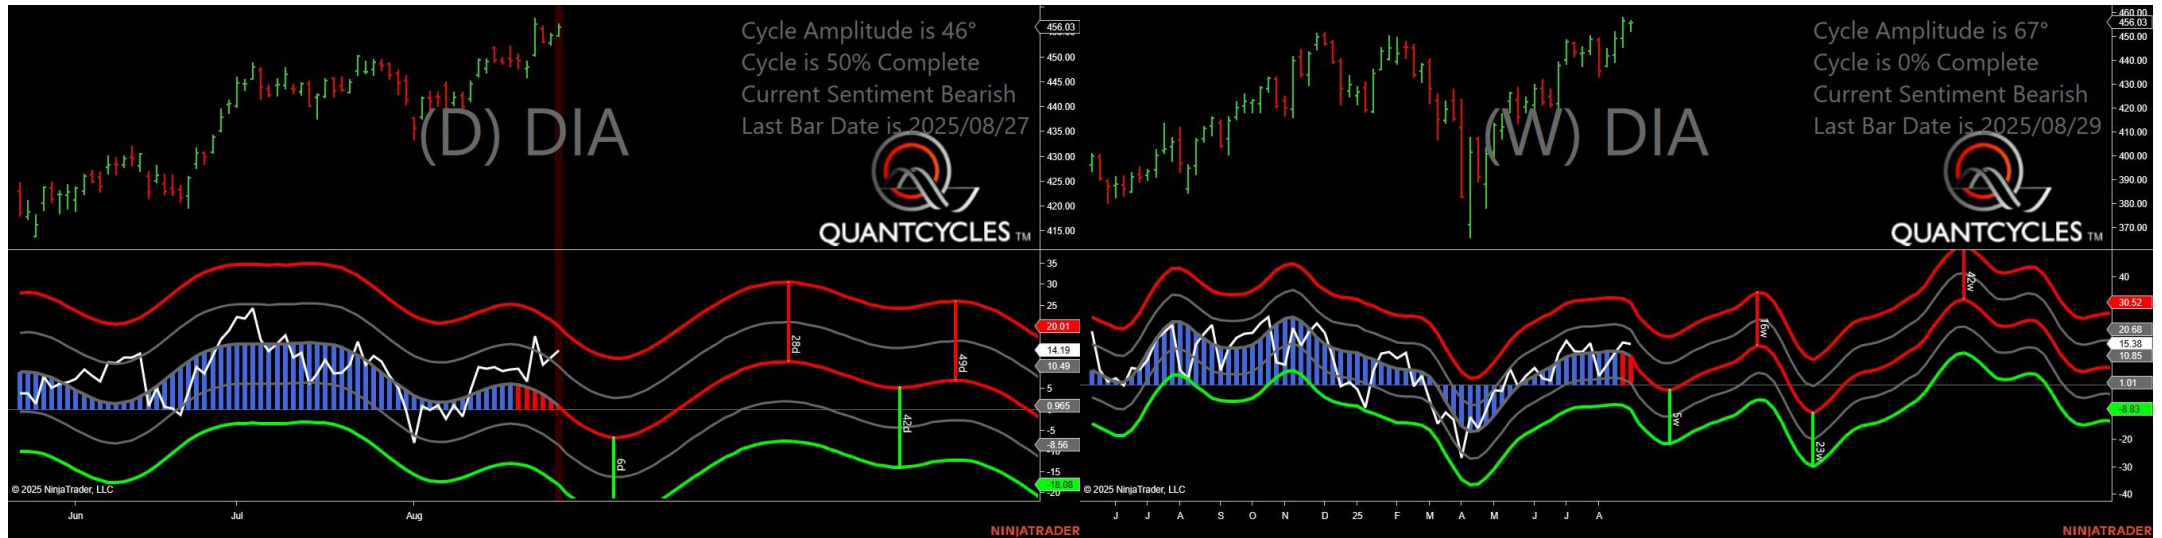 Cycle Amplitude is 46°
Cycle is 50% Complete
Current Sentiment Bearish
Last Bar Date is 2025/08/27
(D) DIA
QUANTCYCLES TM
456.03
450.00
445.00
440.00
435.00
430.00
425.00
420.00
415.00
35
30
25
20.01
14.19
10.49
5
0.965
-5
-8.56
-15
-18.08
-20
28d
49d
42d
6d
© 2025 NinjaTrader, LLC
Jun
Jul
Aug
NINJATRADER
Cycle Amplitude is 67°
Cycle is 0% Complete
Current Sentiment Bearish
Last Bar Date is 2025/08/29
(W) DIA
QUANTCYCLES TM
460.00
456.03
450.00
440.00
430.00
420.00
410.00
400.00
390.00
380.00
370.00
40
30.52
20.68
15.38
10.85
1.01
-8.83
-20
-30
-40
42w
16w
5w
23w
© 2025 NinjaTrader, LLC
J J A S O N D 25 F M A M J J A
NINJATRADER